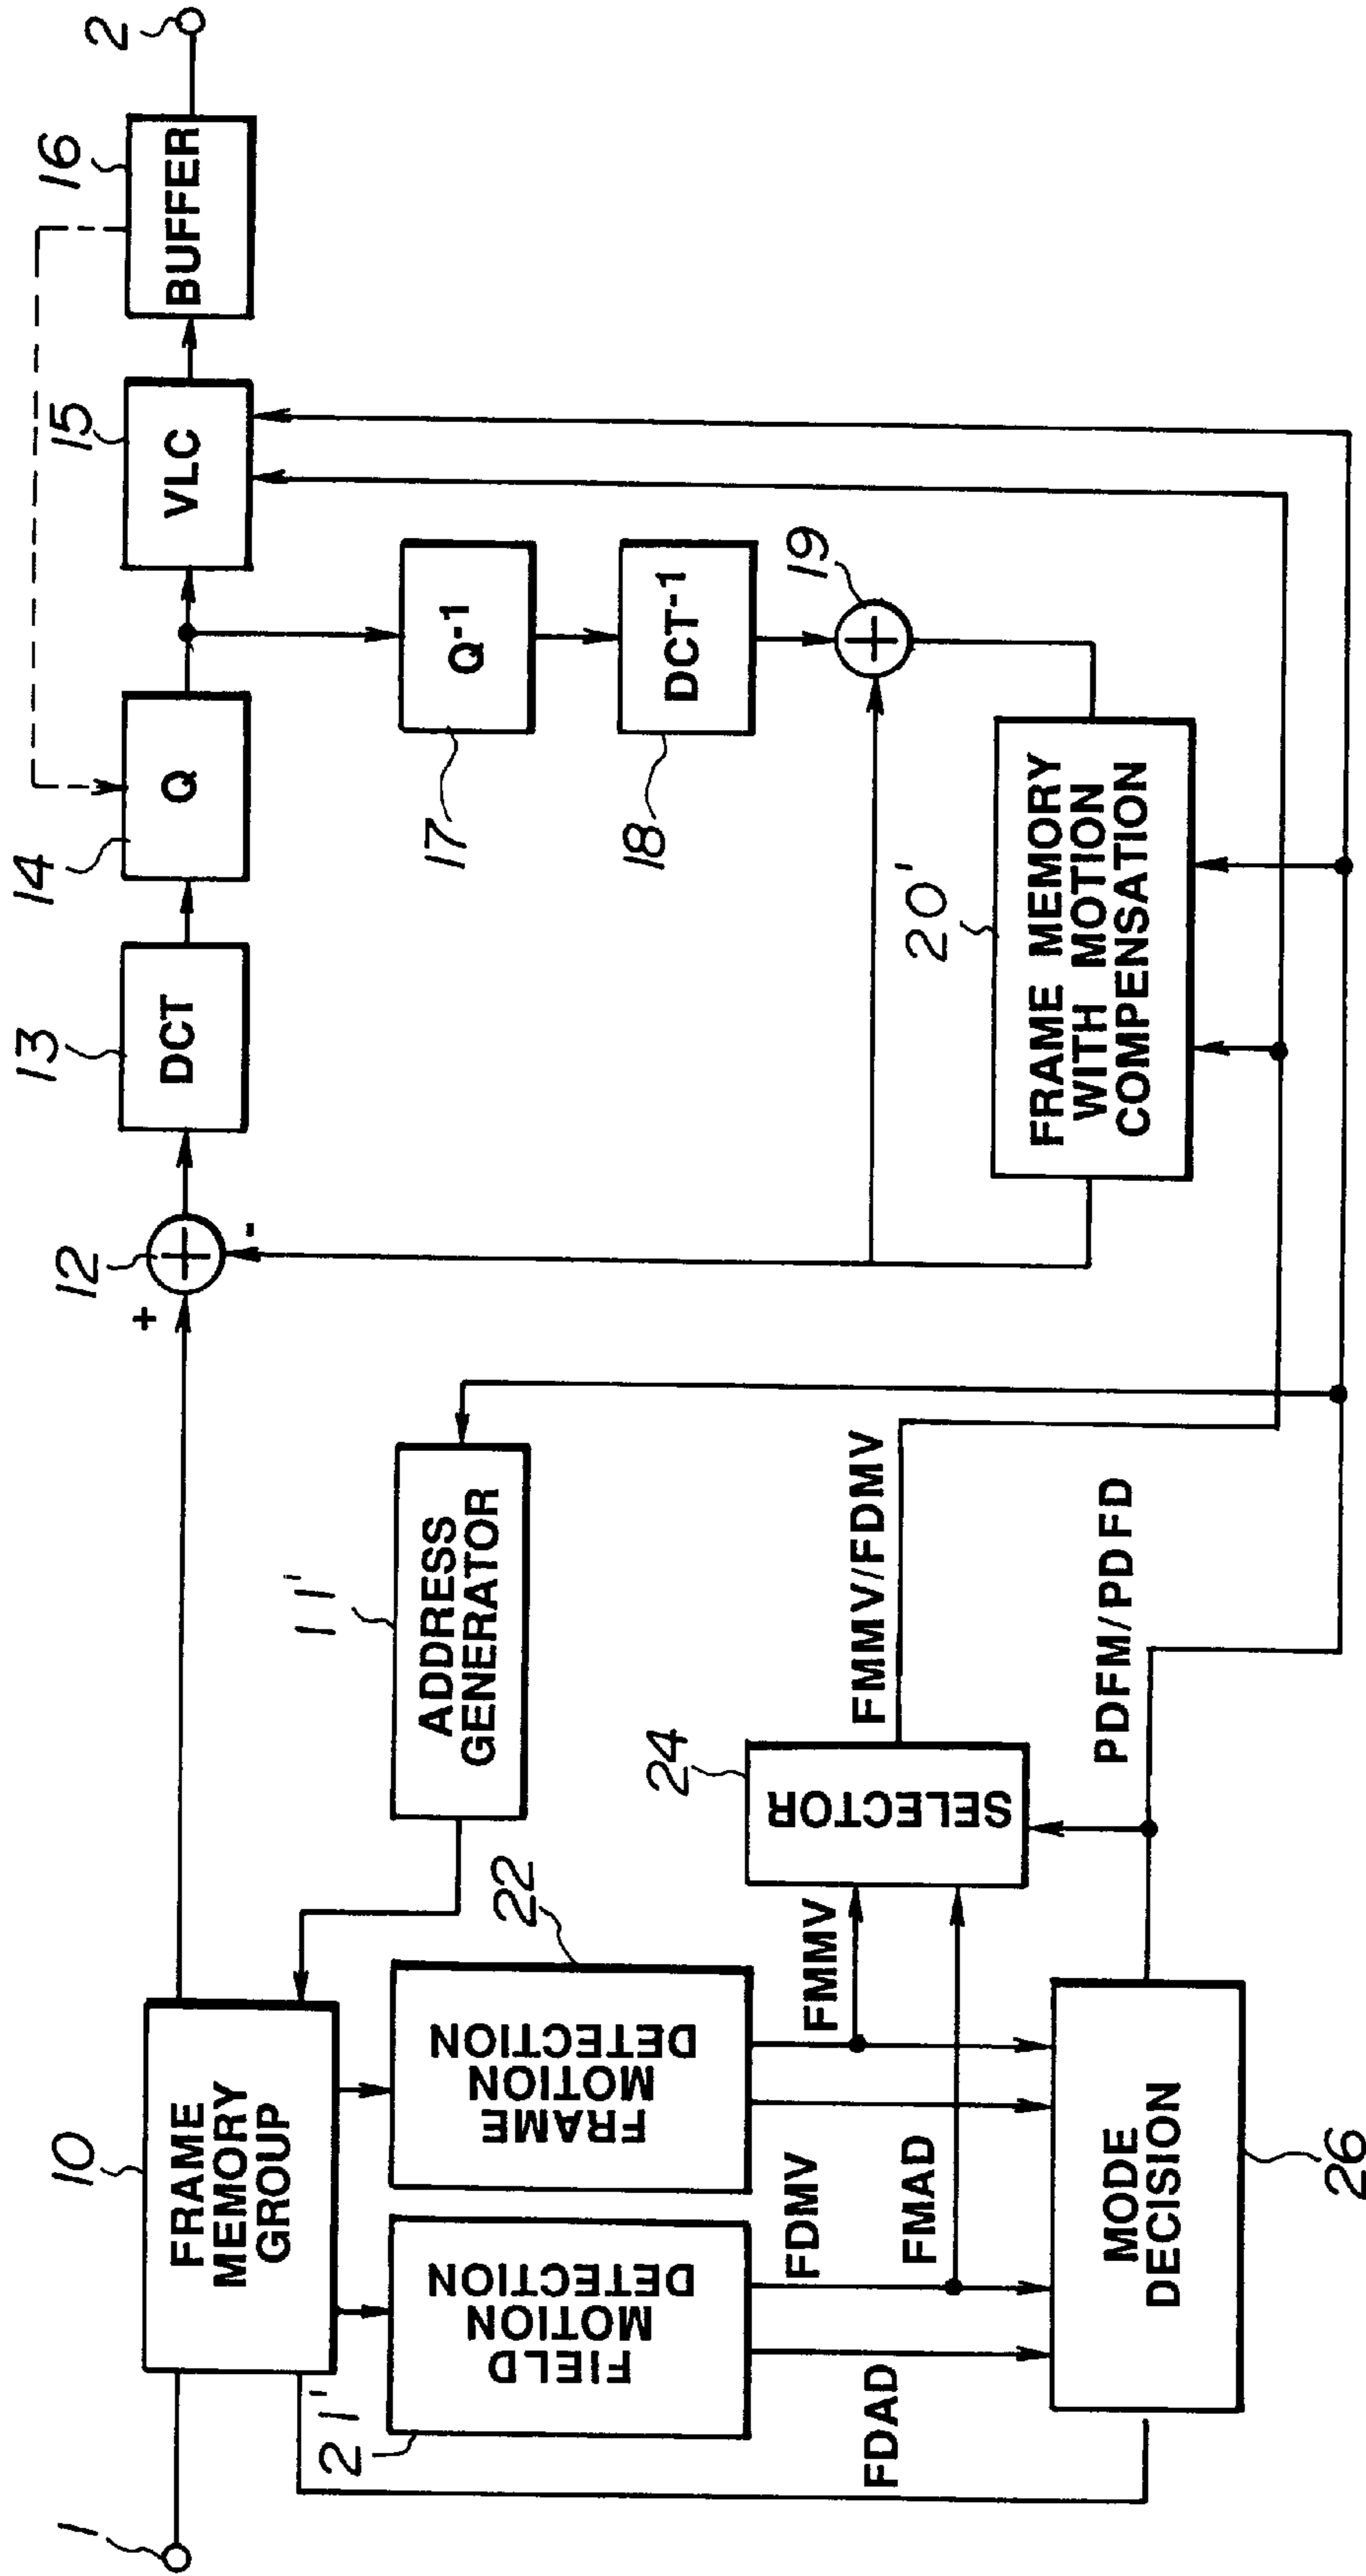 1
10
FRAME
MEMORY
GROUP
+
12
-
13
DCT
14
Q
15
VLC
16
BUFFER
2
11'
ADDRESS
GENERATOR
17
Q-1
18
DCT-1
19
21'
FIELD
MOTION
DETECTION
22
FRAME
MOTION
DETECTION
20'
FRAME MEMORY
WITH MOTION
COMPENSATION
FDAD
FDMV
FMAD
FMMV
24
SELECTOR
FMMV/FDMV
26
MODE
DECISION
PDFM/PDFD